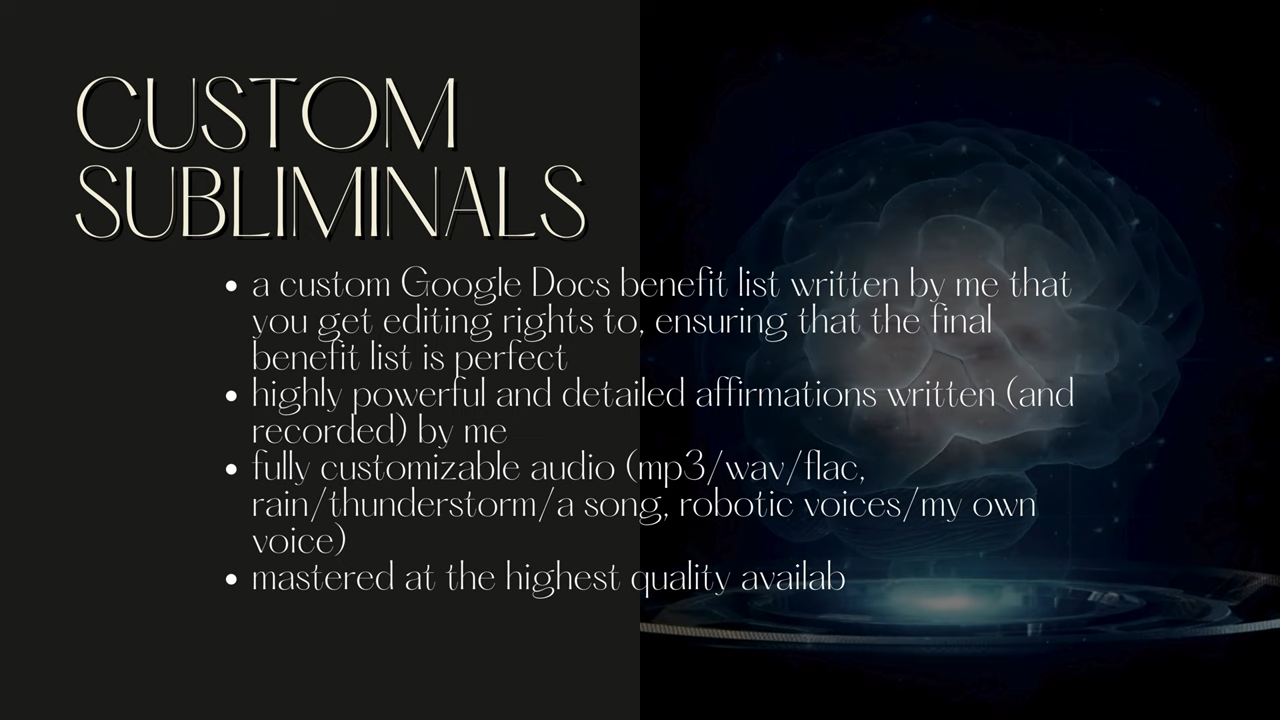 CUSTOM
SUBLIMINALS
• a custom Google Docs benefit list written by me that
you get editing rights to, ensuring that the final
benefit list is perfect
• highly powerful and detailed affirmations written (and
recorded) by me
• fully customizable audio (mp3/wav/flac,
rain/thunderstorm/a song, robotic voices/my own
voice)
• mastered at the highest quality availab